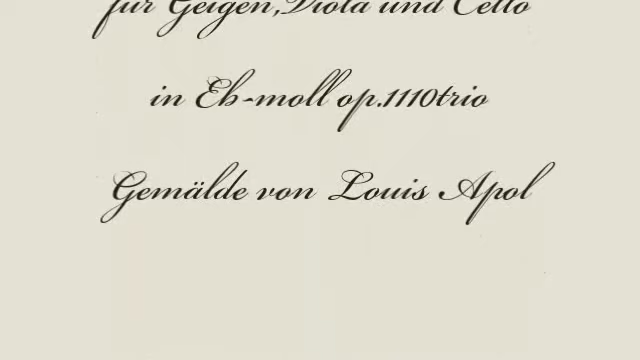 für Geigen,Viola und Cello
in Eb-moll op.1110trio
Gemälde von Louis Apol